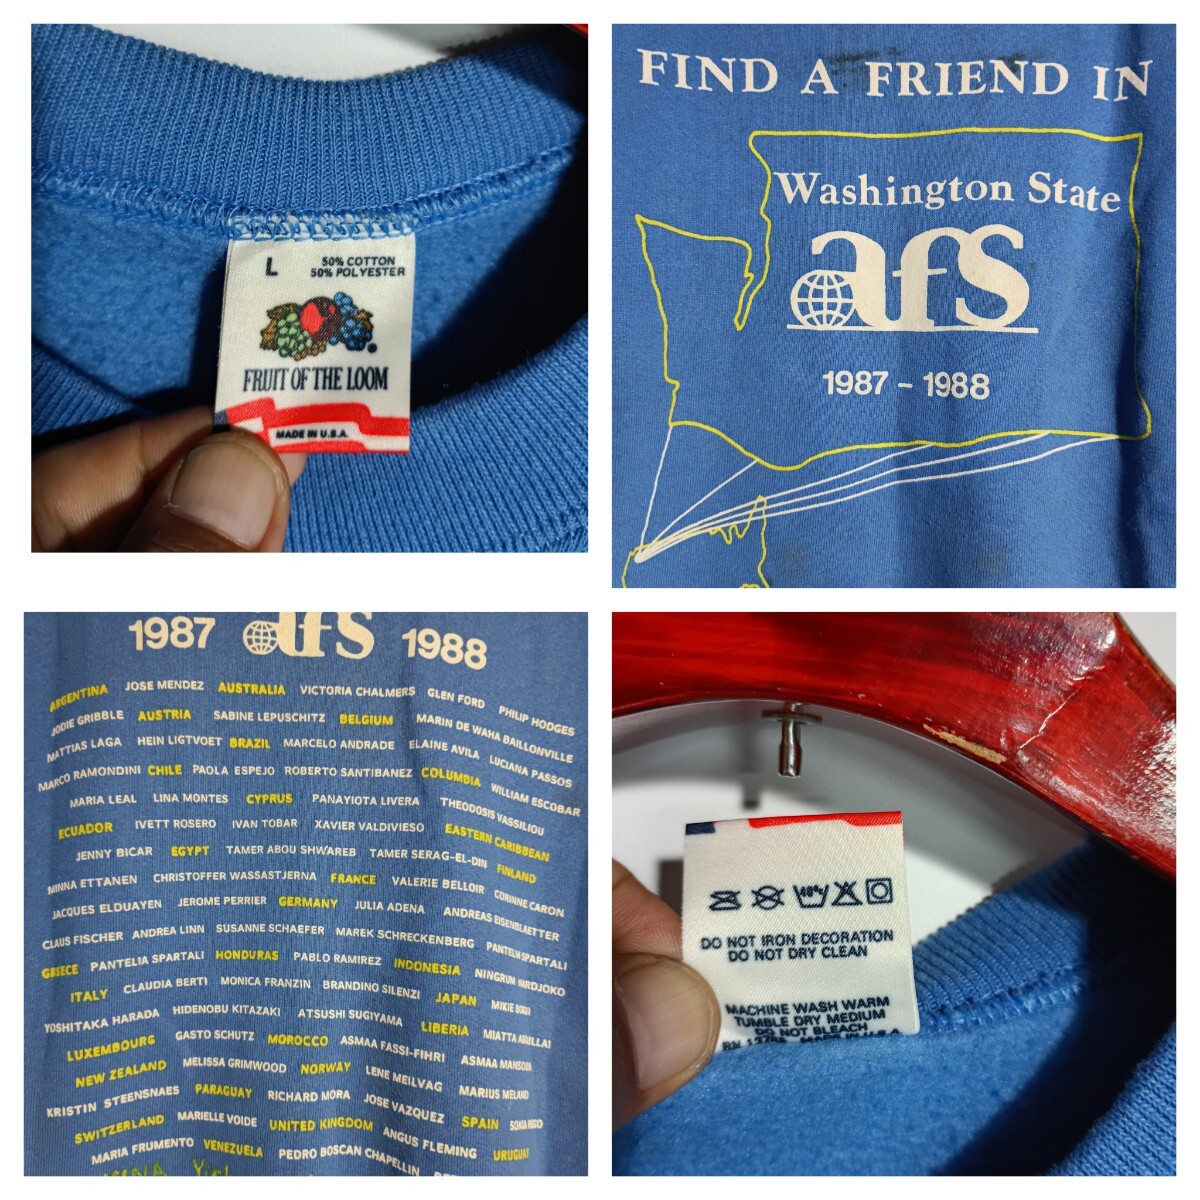 L
50% COTTON
50% POLYESTER
FRUIT OF THE LOOM
MADE IN U.S.A.
FIND A FRIEND IN
Washington State
afs
1987 - 1988
1987 afs 1988
ARGENTINA JOSE MENDEZ AUSTRALIA VICTORIA CHALMERS GLEN FORD PHILIP HODGES
JODIE GRIBBLE AUSTRIA SABINE LEPUSCHITZ BELGIUM MARIN DE WAHA BAILLONVILLE
MATTIAS LAGA HEIN LIGTVOET BRAZIL MARCELO ANDRADE ELAINE AVILA LUCIANA PASSOS
MARCO RAMONDINI CHILE PAOLA ESPEJO ROBERTO SANTIBANEZ COLUMBIA WILLIAM ESCOBAR
MARIA LEAL LINA MONTES CYPRUS PANAYIOTA LIVERA THEODOSIS VASSILIOU
ECUADOR IVETT ROSERO IVAN TOBAR XAVIER VALDIVIESO EASTERN CARIBBEAN
JENNY BICAR EGYPT TAMER ABOU SHWAREB TAMER SERAG-EL-DIN FINLAND
MINNA ETTANEN CHRISTOFFER WASSASTJERNA FRANCE VALERIE BELLOIR CORINNE CARON
JACQUES ELDUAYEN JEROME PERRIER GERMANY JULIA ADENA ANDREAS EISENBLAETTER
CLAUS FISCHER ANDREA LINN SUSANNE SCHAEFER MAREK SCHRECKENBERG PANTELIM SPARTALI
GREECE PANTELIA SPARTALI HONDURAS PABLO RAMIREZ INDONESIA NINGRUM WARDJOKO
ITALY CLAUDIA BERTI MONICA FRANZIN BRANDINO SILENZI JAPAN MIKIE
YOSHITAKA HARADA HIDENOBU KITAZAKI ATSUSHI SUGIYAMA LIBERIA MIATTA
LUXEMBOURG GASTO SCHUTZ MOROCCO ASMAA FASSI-FIHRI ASMAA MANSOURI
NEW ZEALAND MELISSA GRIMWOOD NORWAY LENE MEILVAG MARIUS MELAND
KRISTIN STEENSNAES PARAGUAY RICHARD MORA JOSE VAZQUEZ SPAIN
SWITZERLAND MARIELLE VOIDE UNITED KINGDOM ANGUS FLEMING URUGUAY
MARIA FRUMENTO VENEZUELA PEDRO BOSCAN CHAPELLIN
40°c
DO NOT IRON DECORATION
DO NOT DRY CLEAN
MACHINE WASH WARM
TUMBLE DRY MEDIUM
DO NOT BLEACH